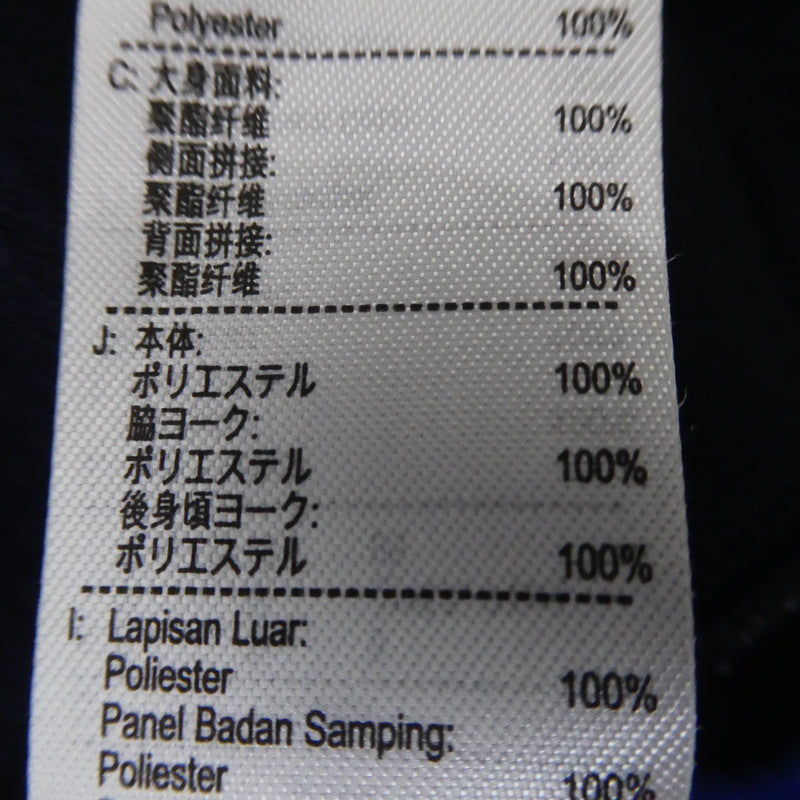 Polyester 100%
C: 大身面料:
聚酯纤维 100%
侧面拼接:
聚酯纤维 100%
背面拼接:
聚酯纤维 100%
J: 本体:
ポリエステル 100%
脇ヨーク:
ポリエステル 100%
後身頃ヨーク:
ポリエステル 100%
I: Lapisan Luar:
Poliester 100%
Panel Badan Samping:
Poliester 100%